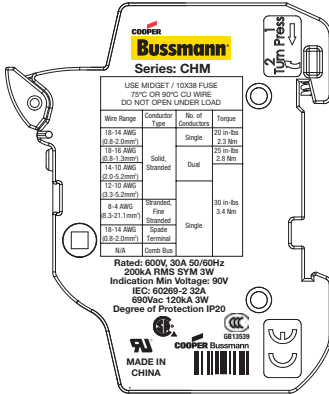 COOPER
Bussmann®
Series: CHM
1
2
Turn Press
USE MIDGET / 10X38 FUSE
75°C OR 90°C CU WIRE
DO NOT OPEN UNDER LOAD
Wire Range Conductor Type No. of Conductors Torque
18-14 AWG (0.8-2.0mm²) Solid, Stranded Single 20 in-lbs 2.3 Nm
18-16 AWG (0.8-1.3mm²) Dual 25 in-lbs 2.8 Nm
14-10 AWG (2.0-5.2mm²) 30 in-lbs 3.4 Nm
12-10 AWG (3.3-5.2mm²) Single
8-4 AWG (8.3-21.1mm²) Stranded, Fine Stranded
18-14 AWG (0.8-2.0mm²) Spade Terminal
N/A Comb Bus
Rated: 600V, 30A 50/60Hz
200kA RMS SYM 3W
Indication Min Voltage: 90V
IEC: 60269-2 32A
690Vac 120kA 3W
Degree of Protection IP20
GB13539
COOPER Bussmann
MADE IN
CHINA